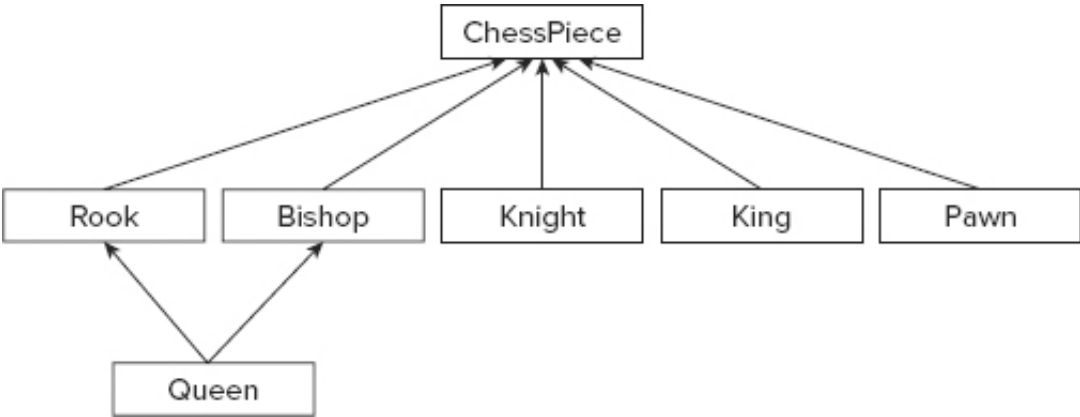 ChessPiece
Rook
Bishop
Knight
King
Pawn
Queen